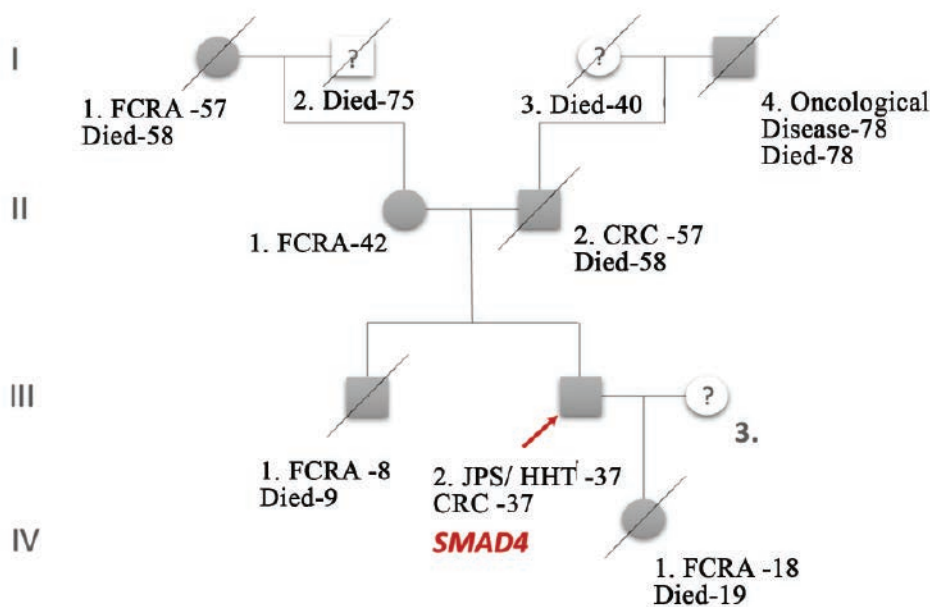 I
?
?
1. FCRA -57
Died-58
2. Died-75
3. Died-40
4. Oncological
Disease-78
Died-78
II
1. FCRA-42
2. CRC -57
Died-58
III
?
3.
1. FCRA -8
Died-9
2. JPS/ HHT -37
CRC -37
SMAD4
IV
1. FCRA -18
Died-19